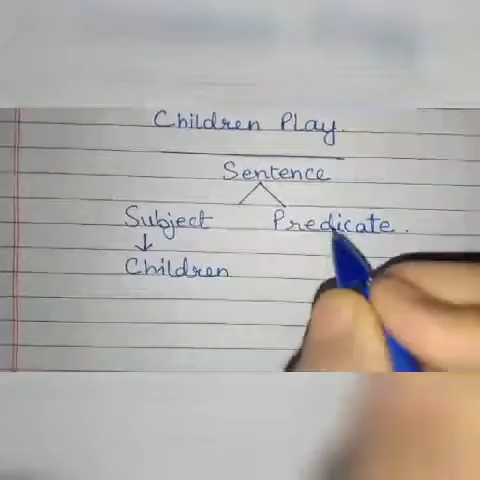 Children Play.
Sentence
Subject Predicate.
Children